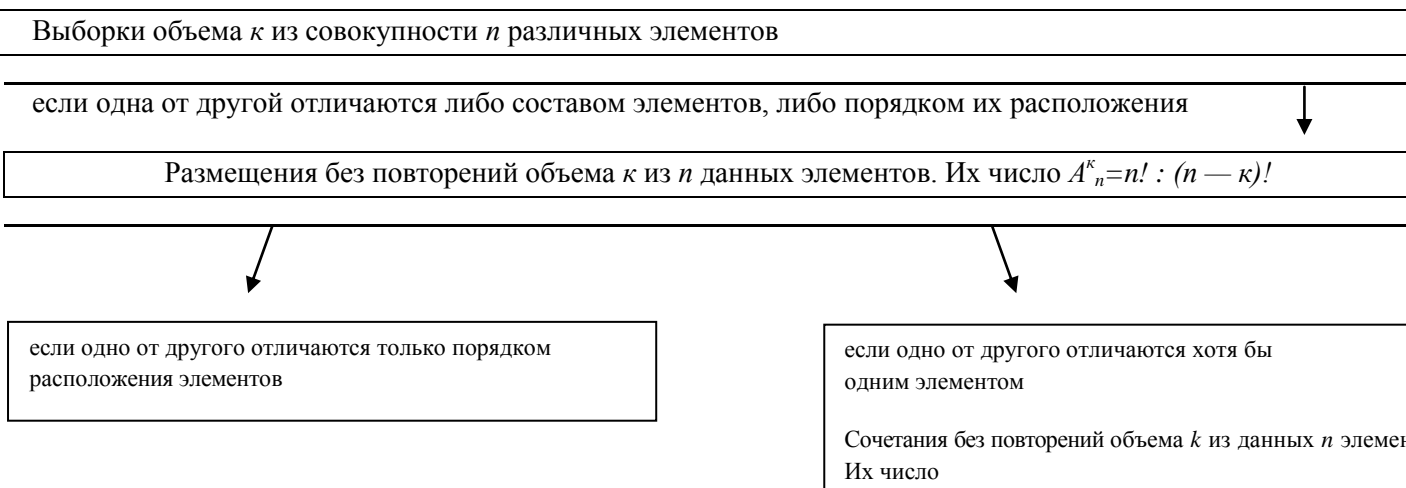 Выборки объема к из совокупности n различных элементов
если одна от другой отличаются либо составом элементов, либо порядком их расположения
Размещения без повторений объема к из n данных элементов. Их число Aкn=n! : (n — к)!
если одно от другого отличаются только порядком
расположения элементов
если одно от другого отличаются хотя бы
одним элементом
Сочетания без повторений объема k из данных n
Их число